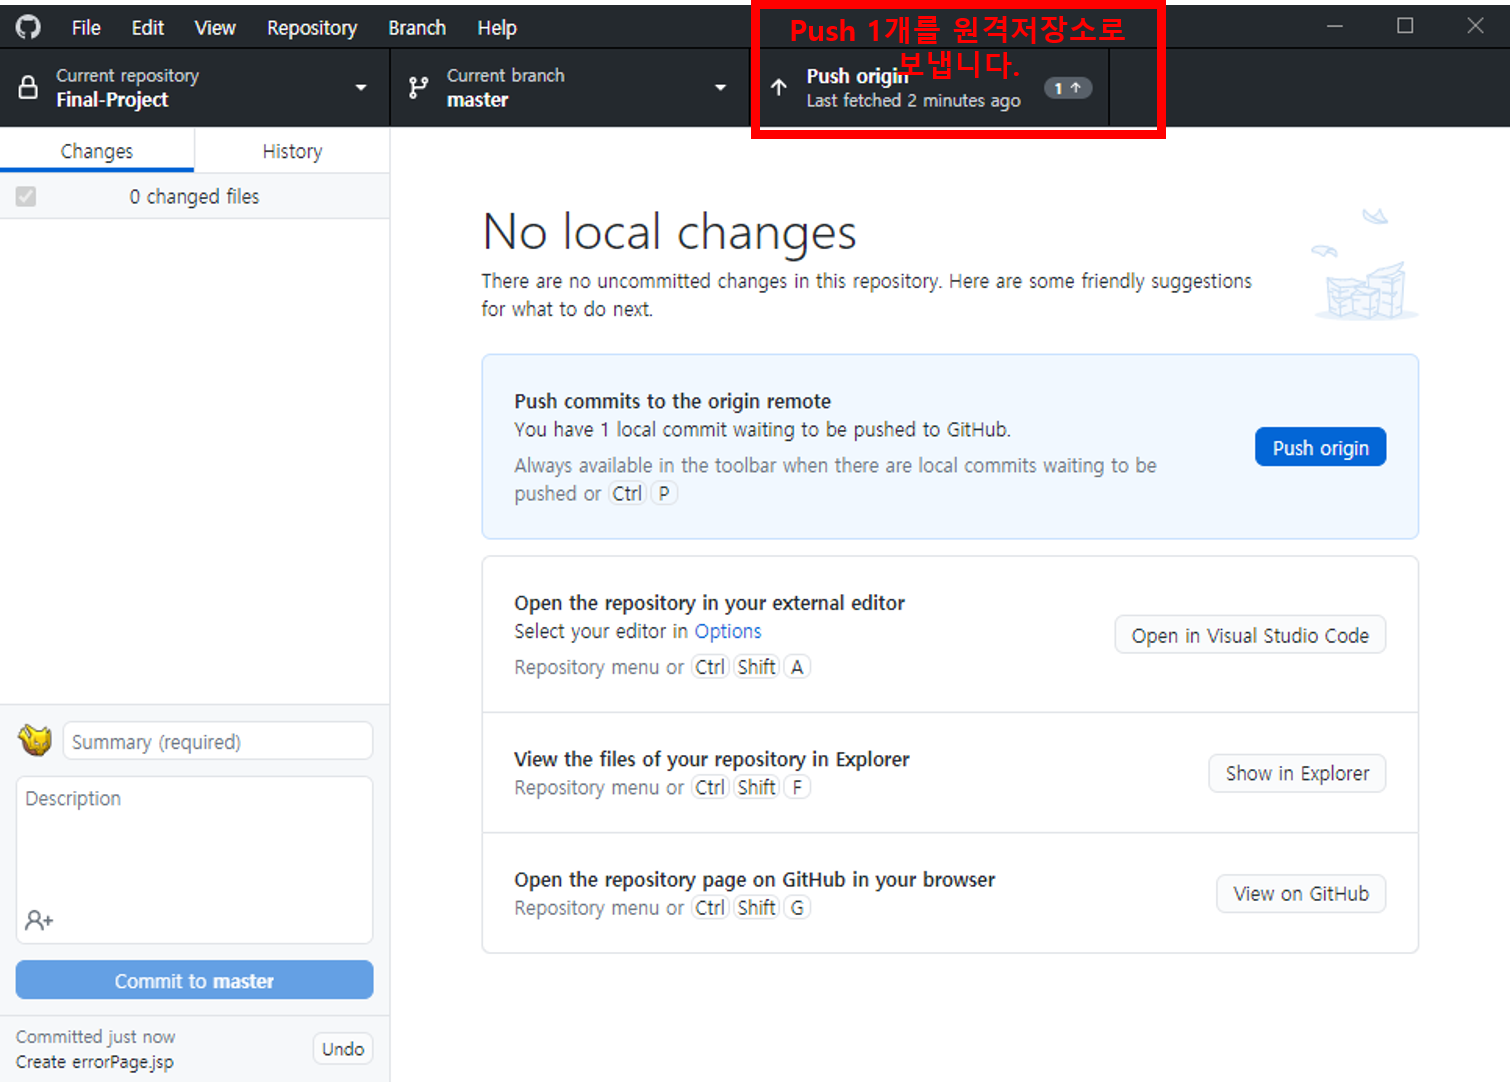 File Edit View Repository Branch Help
Push 1개를 원격저장소로
보냅니다.
Current repository
Final-Project
Current branch
master
Push origin
Last fetched 2 minutes ago
1
Changes History
0 changed files
No local changes
There are no uncommitted changes in this repository. Here are some friendly suggestions
for what to do next.
Push commits to the origin remote
You have 1 local commit waiting to be pushed to GitHub.
Always available in the toolbar when there are local commits waiting to be
pushed or Ctrl P
Push origin
Open the repository in your external editor
Select your editor in Options
Repository menu or Ctrl Shift A
Open in Visual Studio Code
View the files of your repository in Explorer
Repository menu or Ctrl Shift F
Show in Explorer
Open the repository page on GitHub in your browser
Repository menu or Ctrl Shift G
View on GitHub
Summary (required)
Description
Commit to master
Committed just now
Create errorPage.jsp
Undo